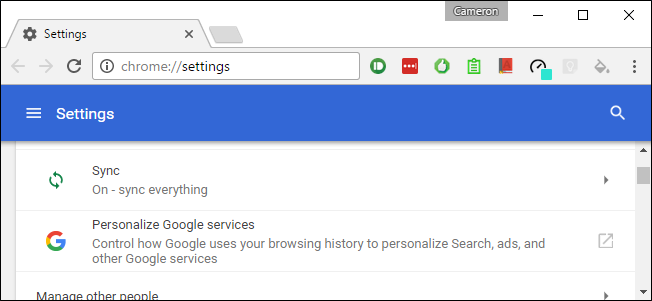 Cameron
Settings
chrome://settings
Settings
Sync
On - sync everything
Personalize Google services
Control how Google uses your browsing history to personalize Search, ads, and
other Google services
Manage other people